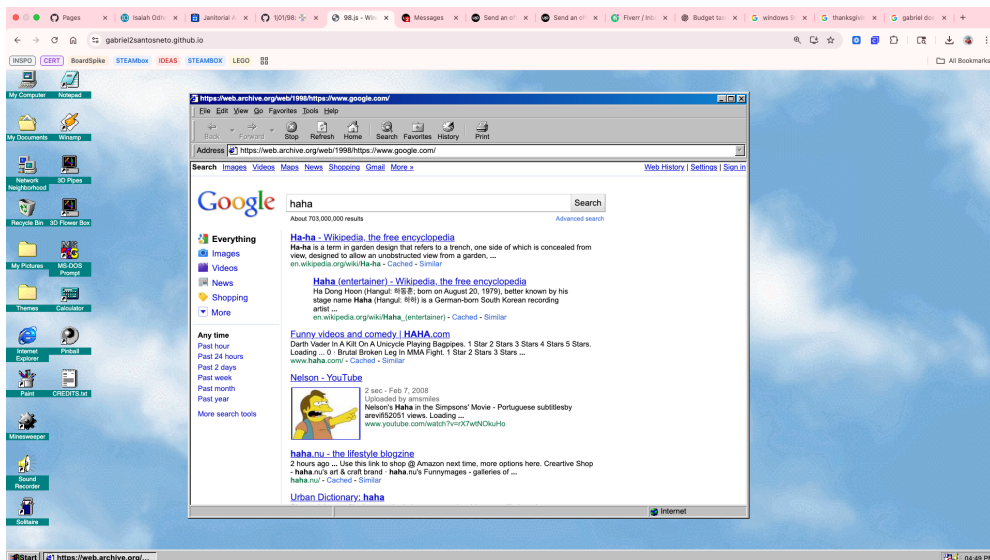 Pages
Isaiah Odh
Janitorial A
1(01/98:
98.js - Win
Messages
Send an of
Send an of
Fiverr / Inb
Budget tab
windows 9
thanksgivin
gabriel doc
gabriel2santosneto.github.io
INSPO CERT BoardSpike STEAMbox IDEAS STEAMBOX LEGO
All Bookmarks
My Computer
Notepad
My Documents
Winamp
Network Neighborhood
3D Pipes
Recycle Bin
3D Flower Box
My Pictures
MS-DOS Prompt
Themes
Calculator
Internet Explorer
Pinball
Paint
CREDITS.txt
Minesweeper
Sound Recorder
Solitaire
https://web.archive.org/web/1998/https://www.google.com/
File Edit View Go Favorites Tools Help
Back Forward Stop Refresh Home Search Favorites History Print
Address https://web.archive.org/web/1998/https://www.google.com/
Search Images Videos Maps News Shopping Gmail More »
Web History | Settings | Sign in
Google
haha
Search
About 703,000,000 results
Advanced search
Everything
Images
Videos
News
Shopping
More
Any time
Past hour
Past 24 hours
Past 2 days
Past week
Past month
Past year
More search tools
Ha-ha - Wikipedia, the free encyclopedia
Ha-ha is a term in garden design that refers to a trench, one side of which is concealed from
view, designed to allow an unobstructed view from a garden, ...
en.wikipedia.org/wiki/Ha-ha - Cached - Similar
Haha (entertainer) - Wikipedia, the free encyclopedia
Ha Dong Hoon (Hangul: 하동훈; born on August 20, 1979), better known by his
stage name Haha (Hangul: 하하) is a German-born South Korean recording
artist ...
en.wikipedia.org/wiki/Haha_(entertainer) - Cached - Similar
Funny videos and comedy | HAHA.com
Darth Vader In A Kilt On A Unicycle Playing Bagpipes. 1 Star 2 Stars 3 Stars 4 Stars 5 Stars.
Loading ... 0 · Brutal Broken Leg In MMA Fight. 1 Star 2 Stars 3 Stars ...
www.haha.com/ - Cached - Similar
Nelson - YouTube
2 sec - Feb 7, 2008
Uploaded by amsmiles
Nelson's Haha in the Simpsons' Movie - Portuguese subtitlesby
arevifi52051 views. Loading ...
www.youtube.com/watch?v=rX7wtNOkuHo
haha.nu - the lifestyle blogzine
2 hours ago ... Use this link to shop @ Amazon next time, more options here. Creartive Shop
- haha.nu's art & craft brand · haha.nu's Funnymages - galleries of ...
haha.nu/ - Cached - Similar
Urban Dictionary: haha
Internet
Start
https://web.archive.org/...
04:49 P